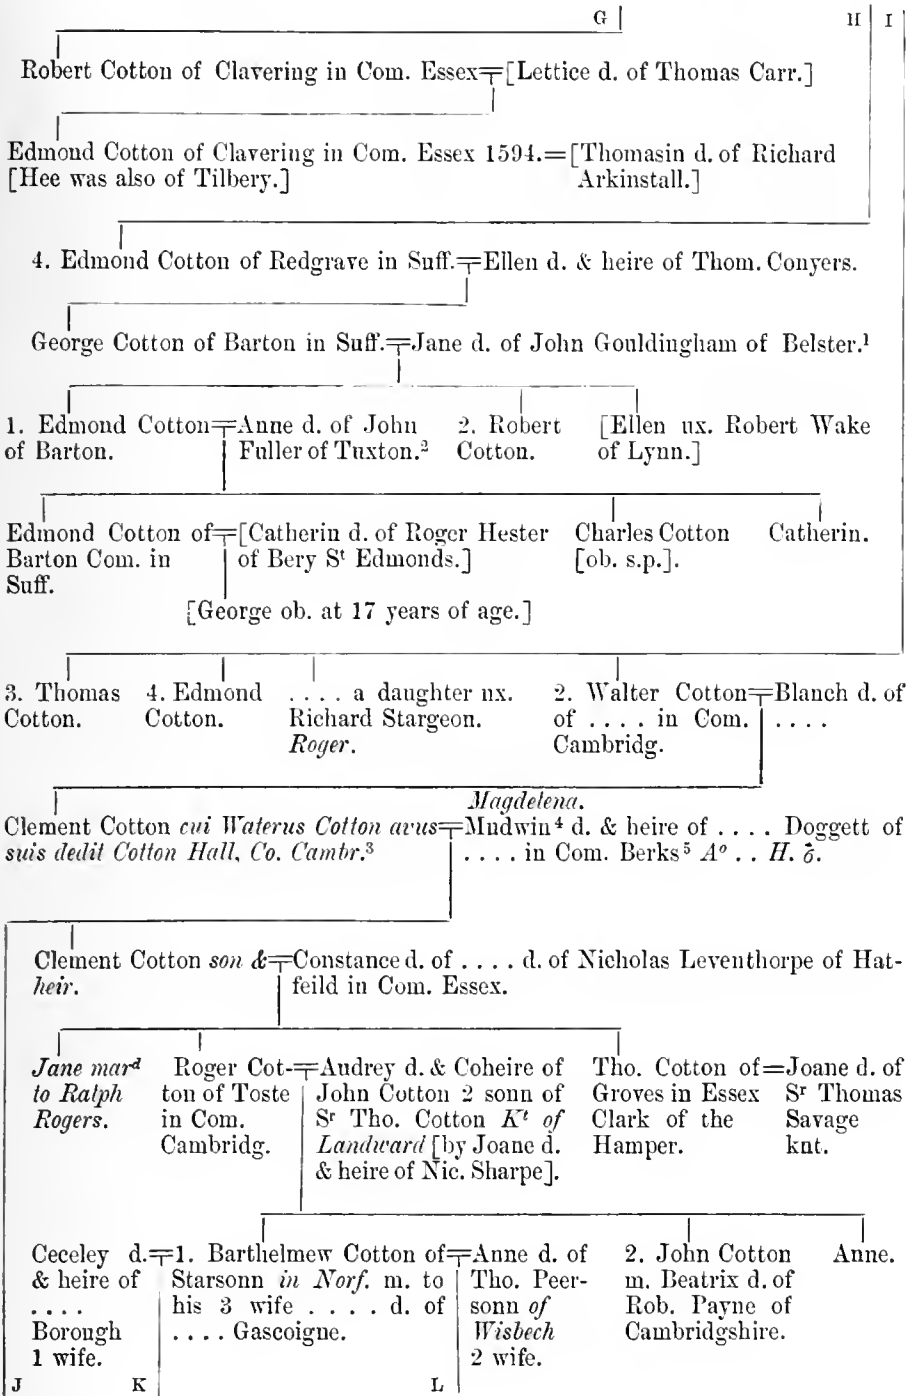 G H I
Robert Cotton of Clavering in Com. Essex=[Lettice d. of Thomas Carr.]
Edmond Cotton of Clavering in Com. Essex 1594.=[Thomasin d. of Richard
[Hee was also of Tilbery.] Arkinstall.]
4. Edmond Cotton of Redgrave in Suff.=Ellen d. & heire of Thom. Conyers.
George Cotton of Barton in Suff.=Jane d. of John Gouldingham of Belster.¹
1. Edmond Cotton=Anne d. of John 2. Robert [Ellen ux. Robert Wake
of Barton. Fuller of Tuxton.² Cotton. of Lynn.]
Edmond Cotton of=[Catherin d. of Roger Hester Charles Cotton Catherin.
Barton Com. in of Bery Sᵗ Edmonds.] [ob. s.p.].
Suff.
[George ob. at 17 years of age.]
3. Thomas 4. Edmond . . . . a daughter ux. 2. Walter Cotton=Blanch d. of
Cotton. Cotton. Richard Stargeon. of . . . . in Com. . . . .
Roger. Cambridg.
Magdelena.
Clement Cotton cui Waterus Cotton avus=Mudwin⁴ d. & heire of . . . . Doggett of
suis dedit Cotton Hall, Co. Cambr.³ . . . . in Com. Berks⁵ Aº . . H. 6.
Clement Cotton son &=Constance d. of . . . . d. of Nicholas Leventhorpe of Hat-
heir. feild in Com. Essex.
Jane marᵈ Roger Cot-=Audrey d. & Coheire of Tho. Cotton of=Joane d. of
to Ralph ton of Toste John Cotton 2 sonn of Groves in Essex Sʳ Thomas
Rogers. in Com. Sʳ Tho. Cotton Kᵗ of Clark of the Savage
Cambridg. Landward [by Joane d. Hamper. knt.
& heire of Nic. Sharpe].
Ceceley d.=1. Barthelmew Cotton of=Anne d. of 2. John Cotton Anne.
& heire of Starsonn in Norf. m. to Tho. Peer- m. Beatrix d. of
. . . . his 3 wife . . . . d. of sonn of Rob. Payne of
Borough . . . . Gascoigne. Wisbech Cambridgshire.
1 wife. 2 wife.
J K L